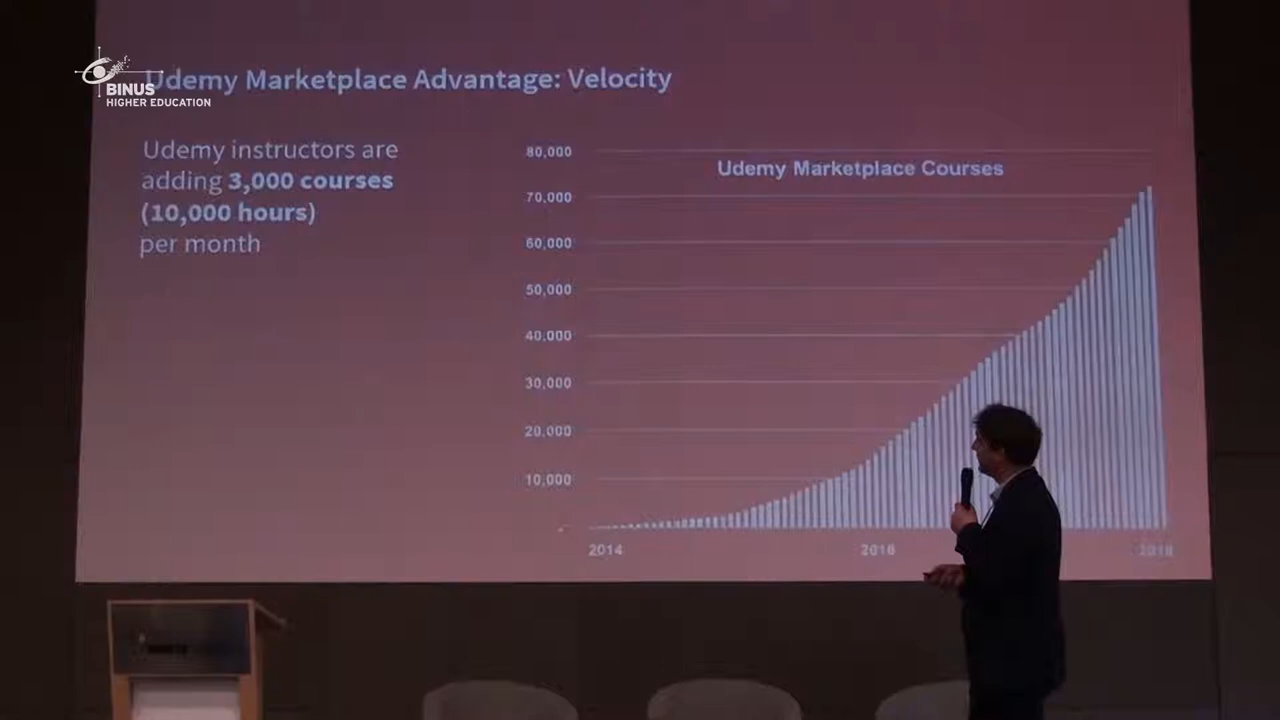 Udemy Marketplace Advantage: Velocity
BINUS
HIGHER EDUCATION
Udemy instructors are
adding 3,000 courses
(10,000 hours)
per month
Udemy Marketplace Courses
80,000
70,000
60,000
50,000
40,000
30,000
20,000
10,000
2014
2016
2018